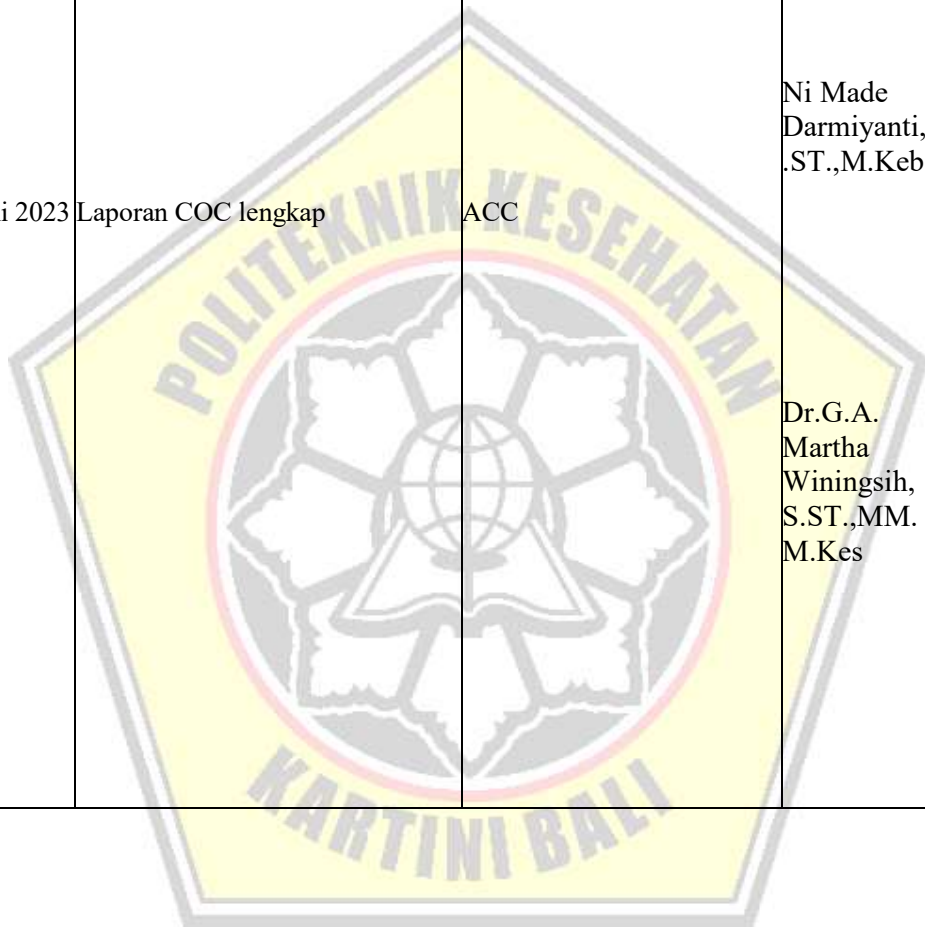 Ni Made
Darmiyanti,
.ST.,M.Keb
i 2023 Laporan COC lengkap ACC
Dr.G.A.
Martha
Winingsih,
S.ST.,MM.
M.Kes
POLITEKNIK KESEHATAN
KARTINI BALI